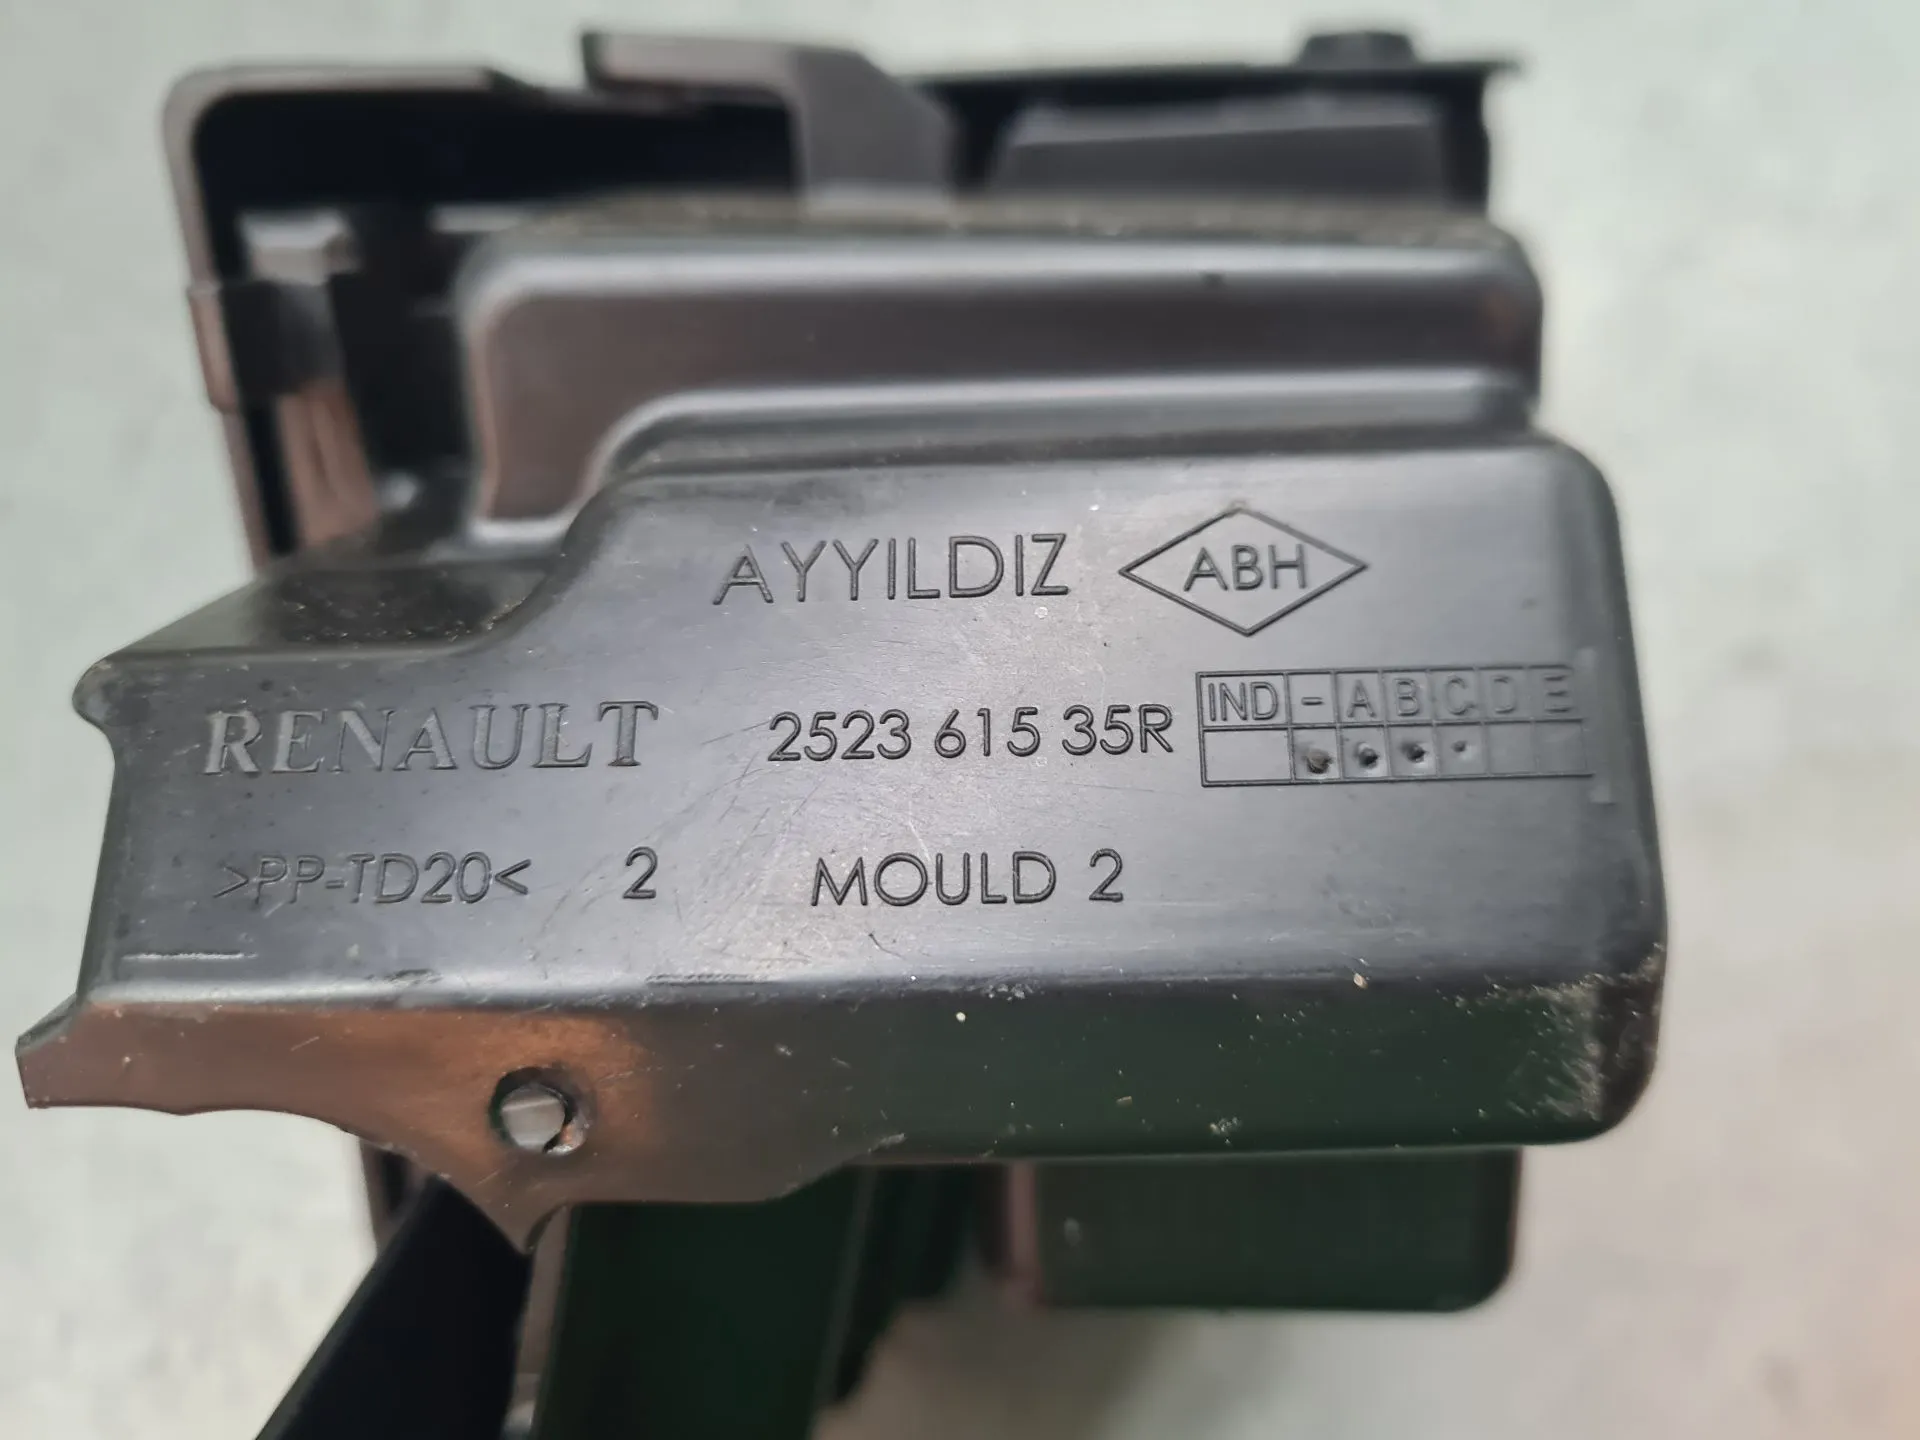 AYYILDIZ ABH
RENAULT 2523 615 35R IND - A B C D E
>PP-TD20< 2 MOULD 2